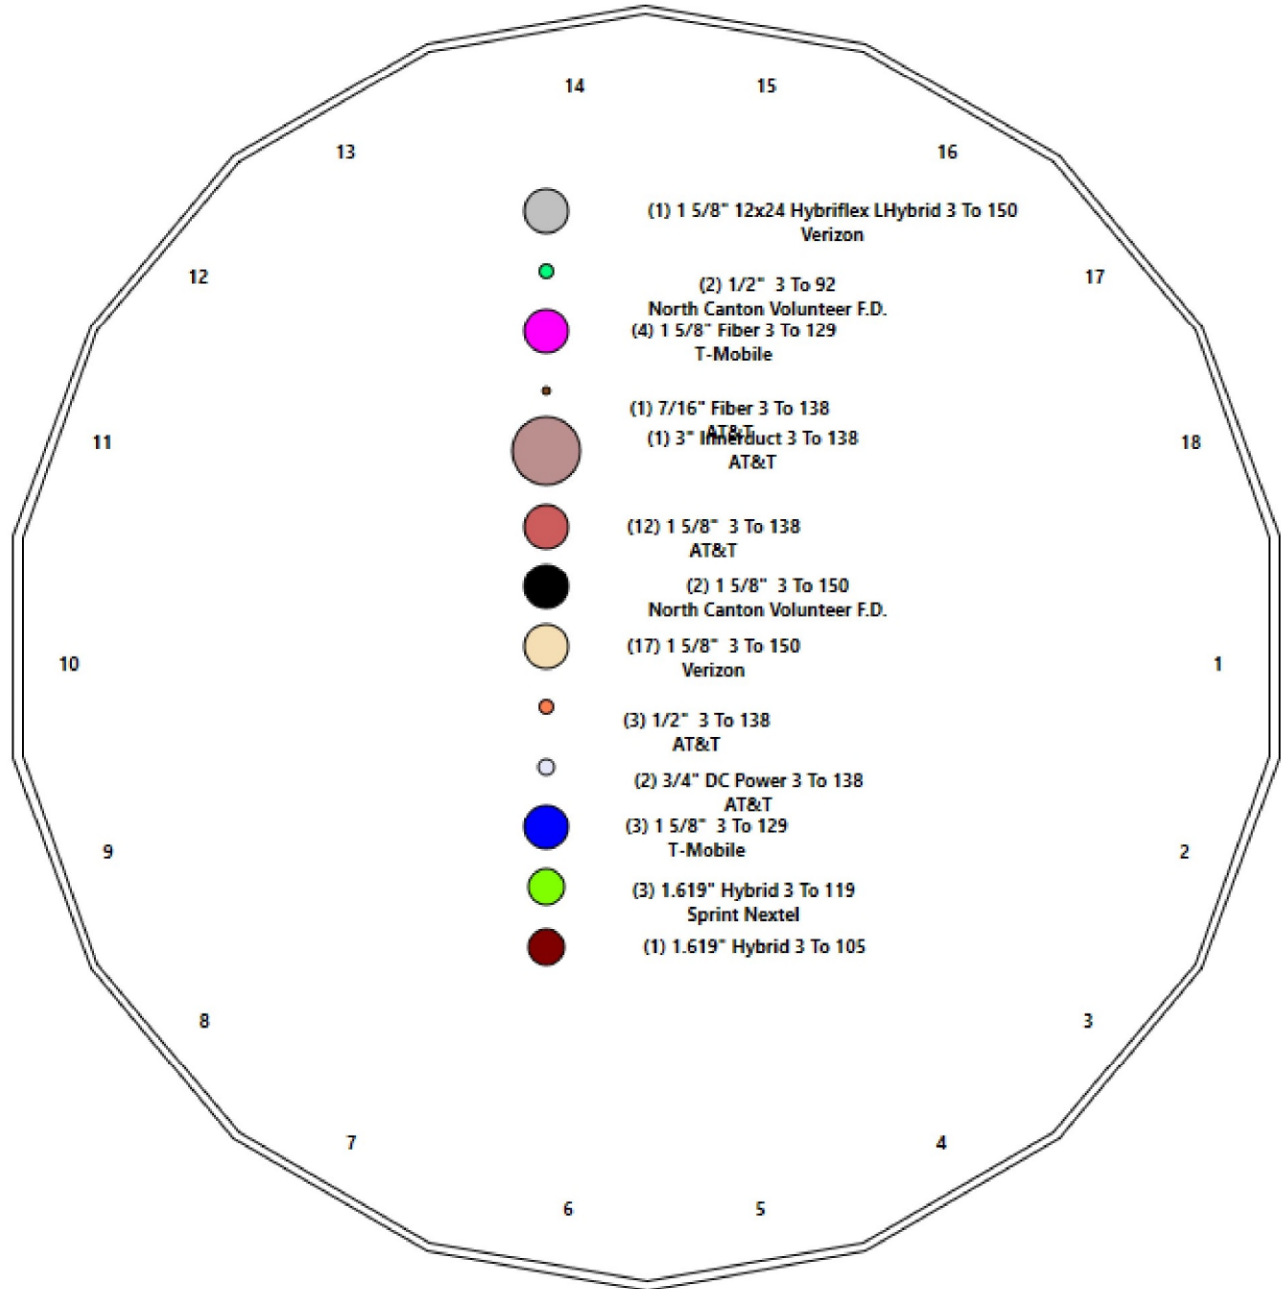 14
15
13
16
(1) 1 5/8" 12x24 Hybriflex LHybrid 3 To 150
Verizon
12
17
(2) 1/2"  3 To 92
North Canton Volunteer F.D.
(4) 1 5/8" Fiber 3 To 129
T-Mobile
(1) 7/16" Fiber 3 To 138
AT&T
(1) 3" Innerduct 3 To 138
AT&T
11
18
(12) 1 5/8"  3 To 138
AT&T
(2) 1 5/8"  3 To 150
North Canton Volunteer F.D.
(17) 1 5/8"  3 To 150
Verizon
10
1
(3) 1/2"  3 To 138
AT&T
(2) 3/4" DC Power 3 To 138
AT&T
(3) 1 5/8"  3 To 129
T-Mobile
9
2
(3) 1.619" Hybrid 3 To 119
Sprint Nextel
(1) 1.619" Hybrid 3 To 105
8
3
7
4
6
5